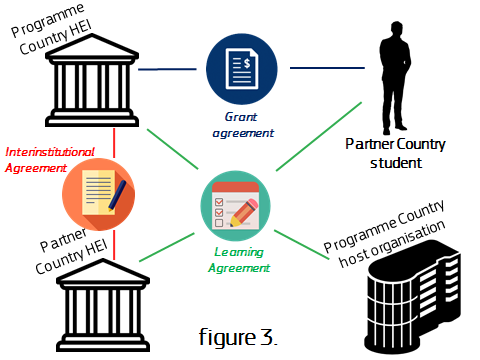 Programme
Country HEI
$
Grant
agreement
Partner Country
student
Interinstitutional
Agreement
Partner
Country HEI
Learning
Agreement
Programme Country
host organisation
figure 3.